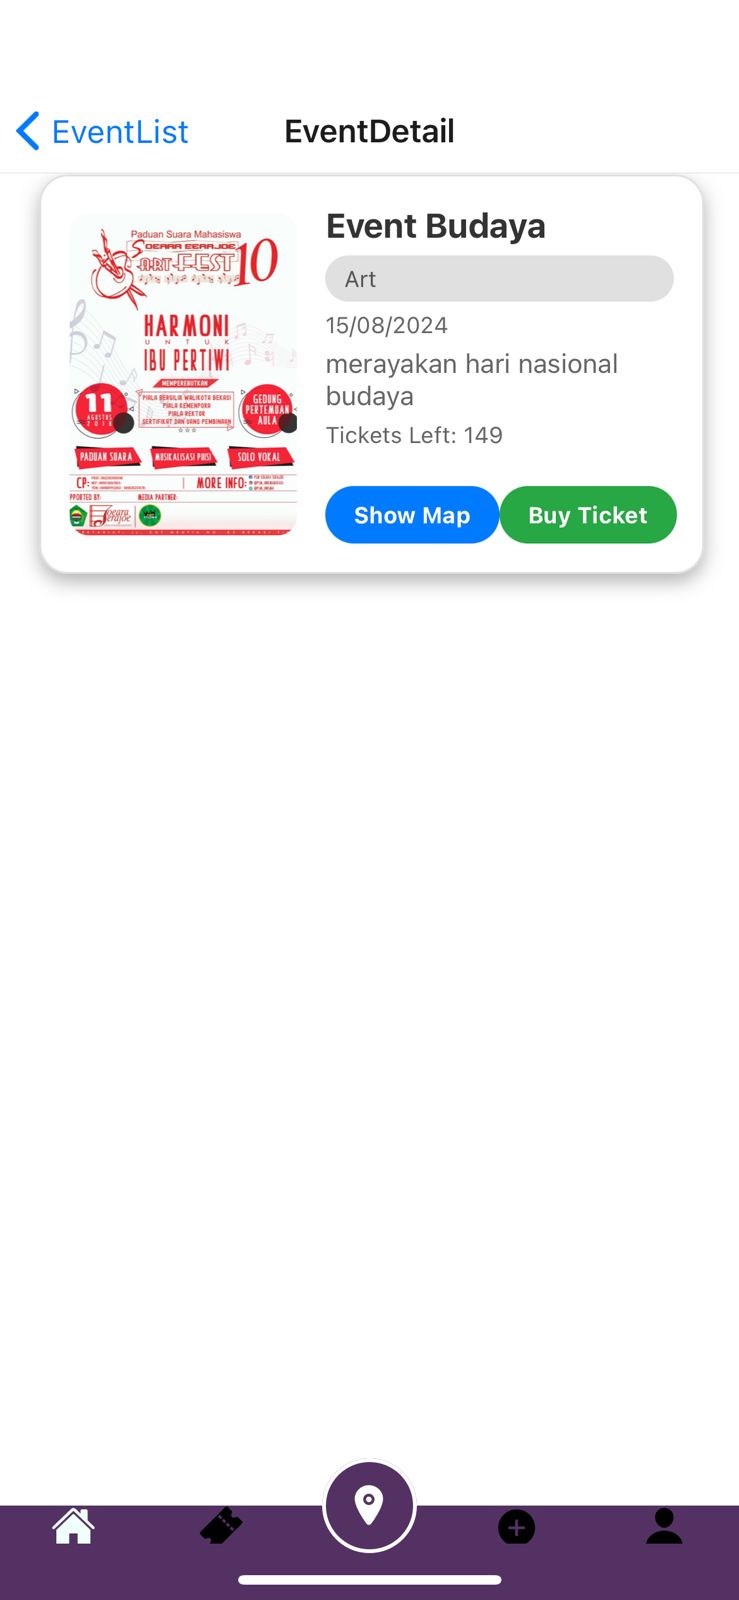 EventList
EventDetail
Paduan Suara Mahasiswa
ART FEST 10
HARMONI
UNTUK
IBU PERTIWI
MEMPEREBUTKAN
11
AGUSTUS
2018
PIALA BERGILIR WALIKOTA BEKASI
PIALA KEMENPORA
PIALA REKTOR
SERTIFIKAT DAN UANG PEMBINAAN
GEDUNG
PERTEMUAN
AULA
PADUAN SUARA
MUSIKALISASI PUISI
SOLO VOKAL
CP:
MORE INFO:
PPORTED BY:
MEDIA PARTNER:
Event Budaya
Art
15/08/2024
merayakan hari nasional
budaya
Tickets Left: 149
Show Map
Buy Ticket